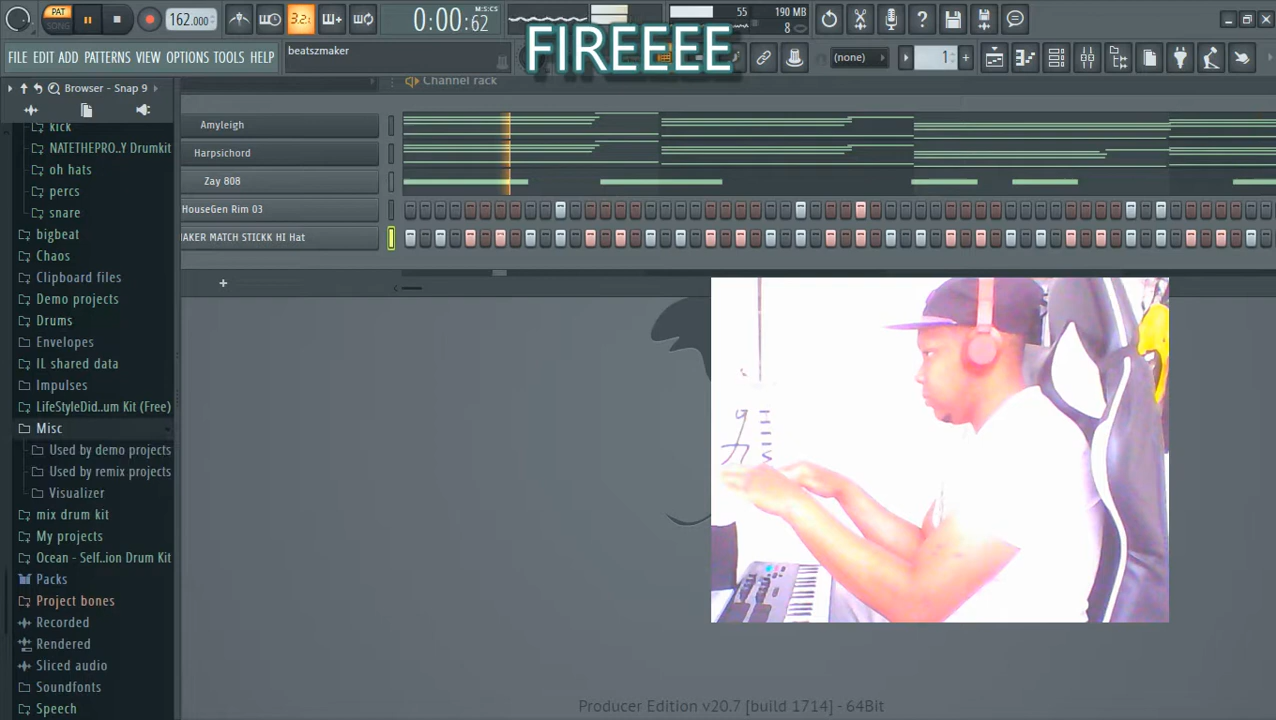 PAT
SONG
162.000
3.2:
0:00:62
M:S:CS
55
190 MB
8
FIREEEE
FILE EDIT ADD PATTERNS VIEW OPTIONS TOOLS HELP
beatszmaker
(none)
1
Browser - Snap 9
Channel rack
kick
NATETHEPRO..Y Drumkit
oh hats
percs
snare
bigbeat
Chaos
Clipboard files
Demo projects
Drums
Envelopes
IL shared data
Impulses
LifeStyleDid..um Kit (Free)
Misc
Used by demo projects
Used by remix projects
Visualizer
mix drum kit
My projects
Ocean - Self..ion Drum Kit
Packs
Project bones
Recorded
Rendered
Sliced audio
Soundfonts
Speech
Amyleigh
Harpsichord
Zay 808
HouseGen Rim 03
MAKER MATCH STICKK HI Hat
+
Producer Edition v20.7 [build 1714] - 64Bit